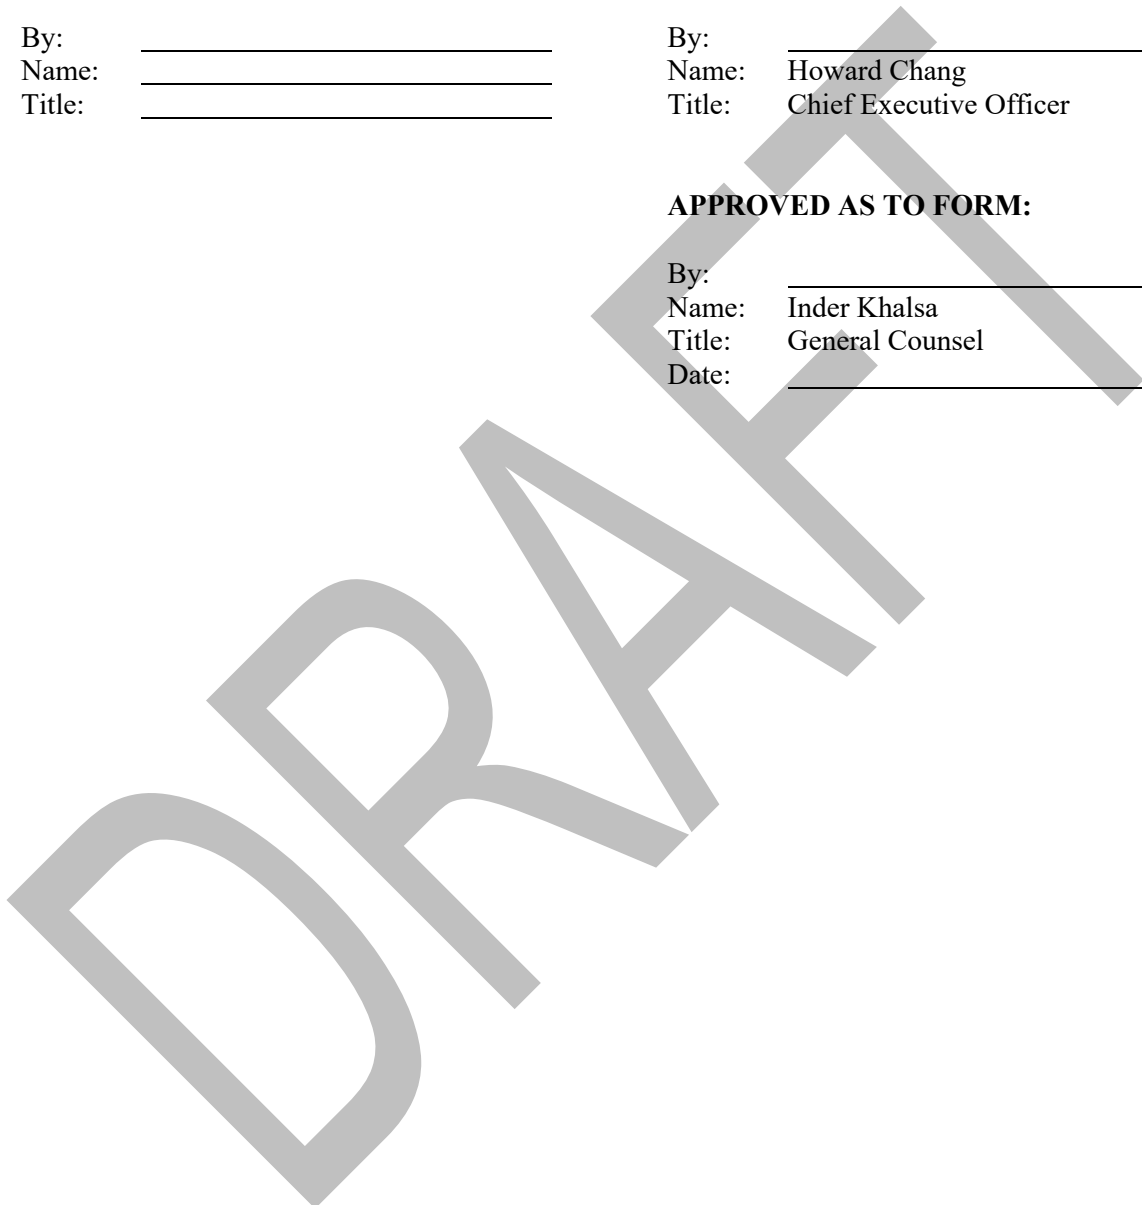 By:
Name:
Title:
By:
Name: Howard Chang
Title: Chief Executive Officer
APPROVED AS TO FORM:
By:
Name: Inder Khalsa
Title: General Counsel
Date:
DRAFT